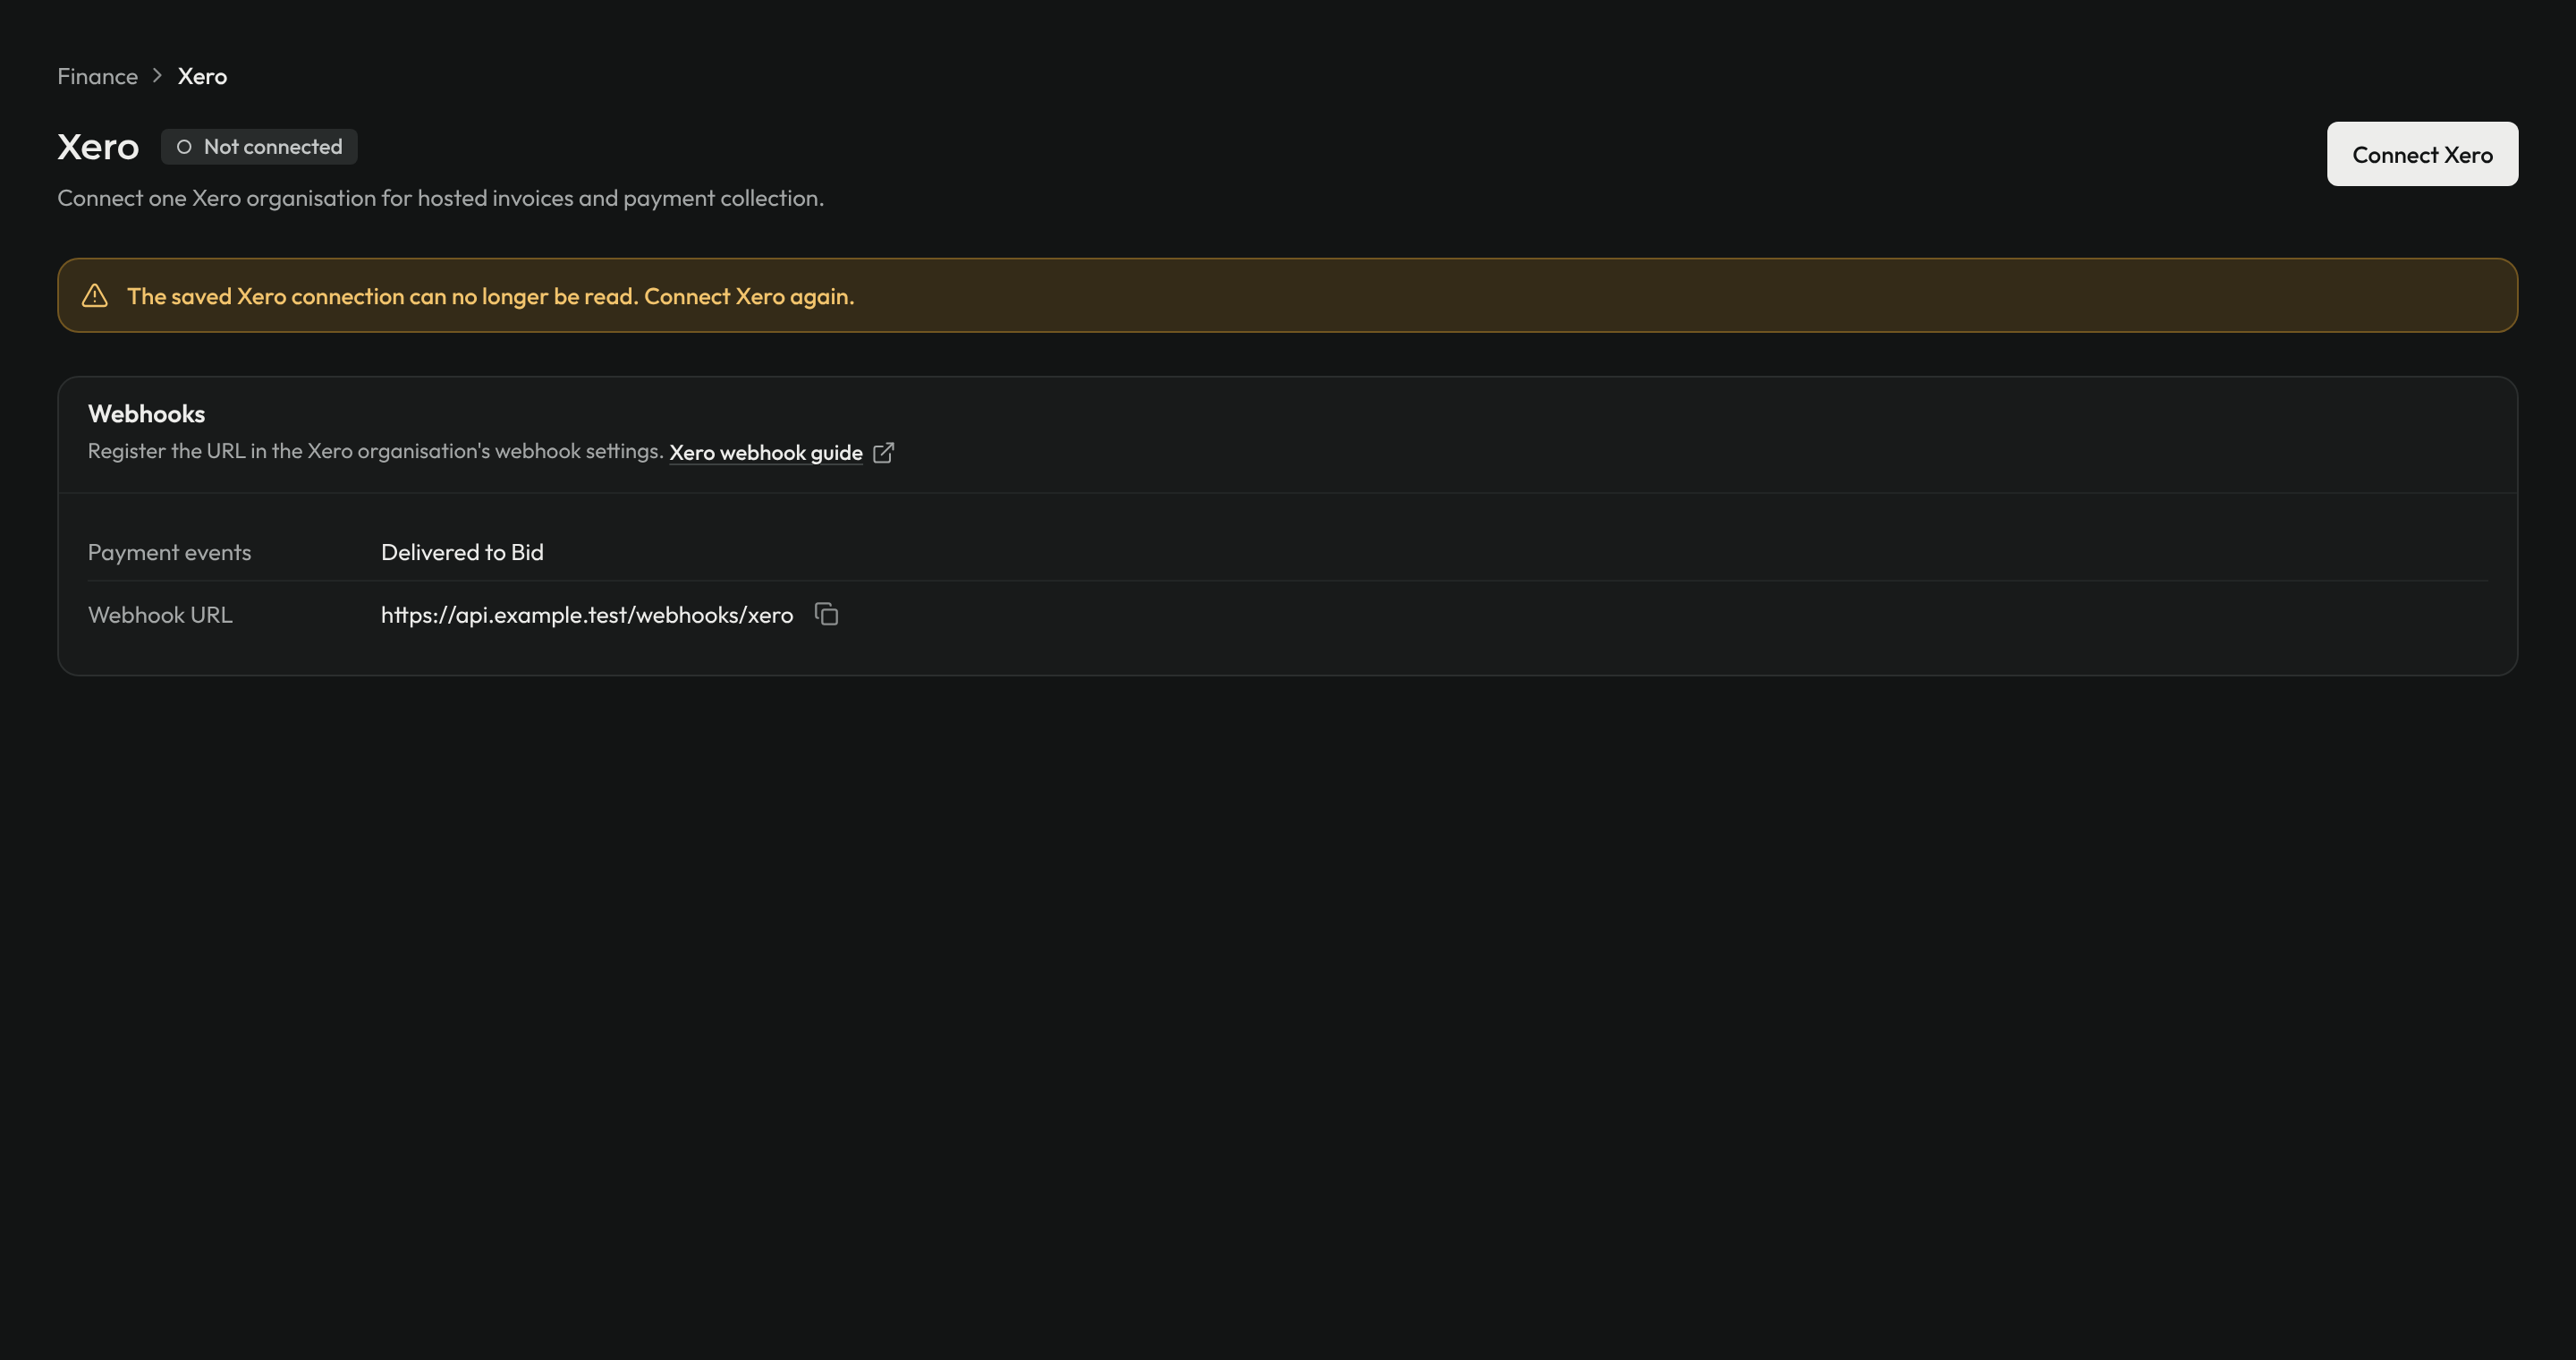 Finance > Xero
Xero
Not connected
Connect Xero
Connect one Xero organisation for hosted invoices and payment collection.
The saved Xero connection can no longer be read. Connect Xero again.
Webhooks
Register the URL in the Xero organisation's webhook settings. Xero webhook guide
Payment events Delivered to Bid
Webhook URL https://api.example.test/webhooks/xero